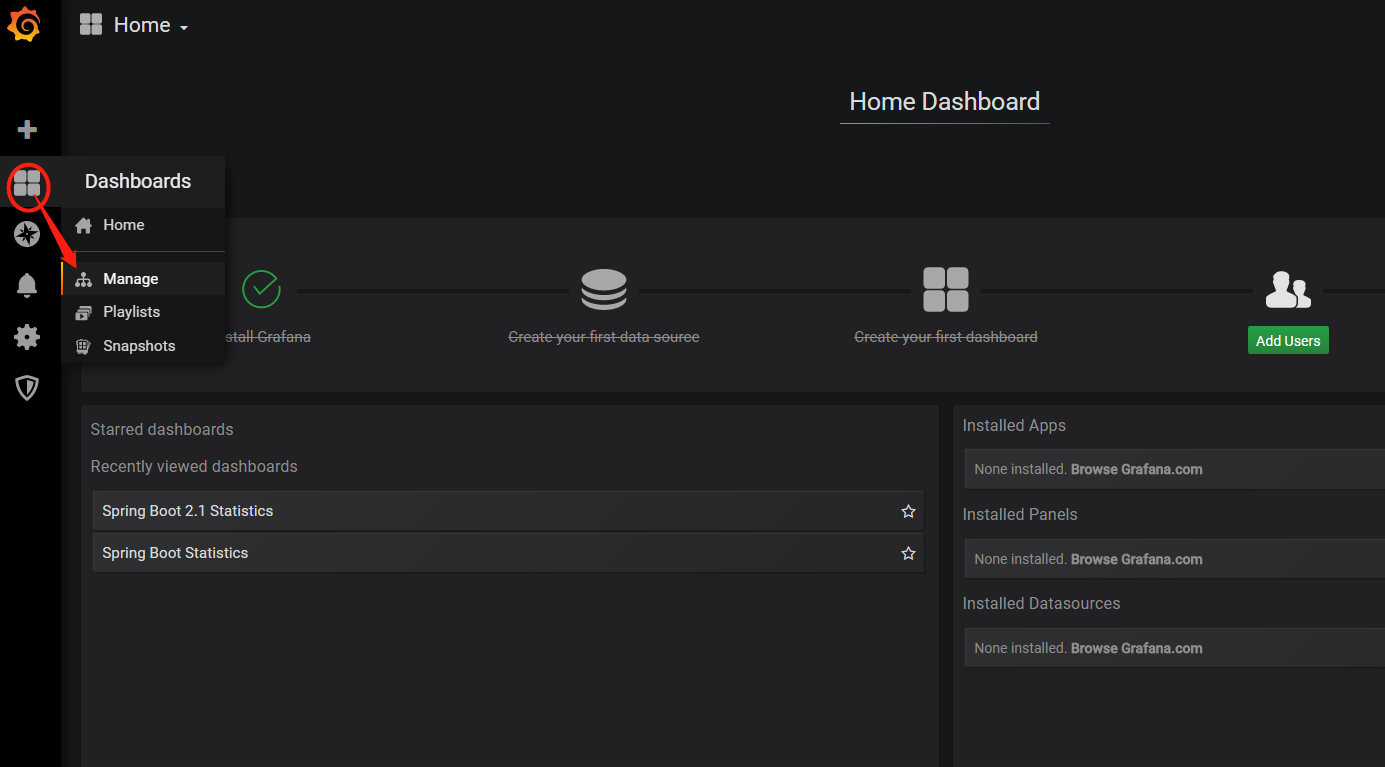 Home
Home Dashboard
Dashboards
Home
Manage
Playlists
Snapshots
stall Grafana
Create your first data source
Create your first dashboard
Add Users
Starred dashboards
Recently viewed dashboards
Spring Boot 2.1 Statistics
Spring Boot Statistics
Installed Apps
None installed. Browse Grafana.com
Installed Panels
None installed. Browse Grafana.com
Installed Datasources
None installed. Browse Grafana.com